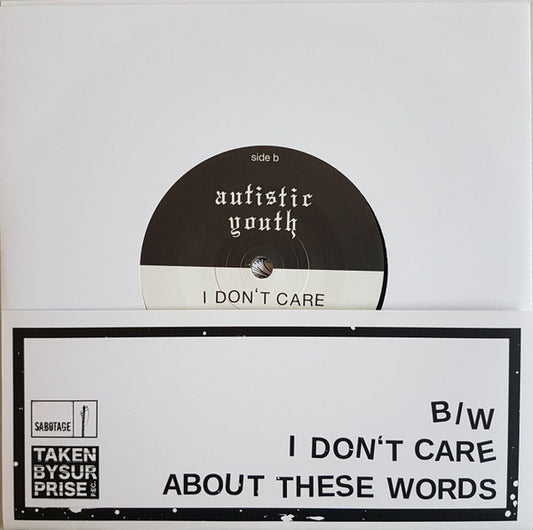 side b
autistic
youth
I DON'T CARE
B/W
I DON'T CARE
ABOUT THESE WORDS
SABOTAGE
TAKEN
BYSUR
PRISE REC.